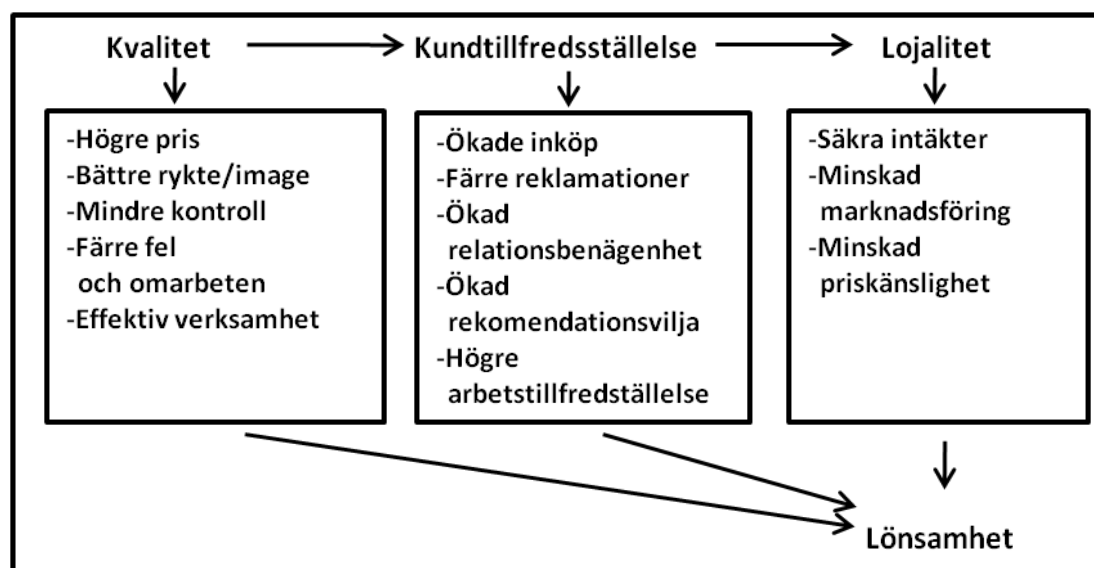 Kvalitet
Kundtillfredsställelse
Lojalitet
-Högre pris
-Bättre rykte/image
-Mindre kontroll
-Färre fel
och omarbeten
-Effektiv verksamhet
-Ökade inköp
-Färre reklamationer
-Ökad
relationsbenägenhet
-Ökad
rekomendationsvilja
-Högre
arbetstillfredställelse
-Säkra intäkter
-Minskad
marknadsföring
-Minskad
priskänslighet
Lönsamhet